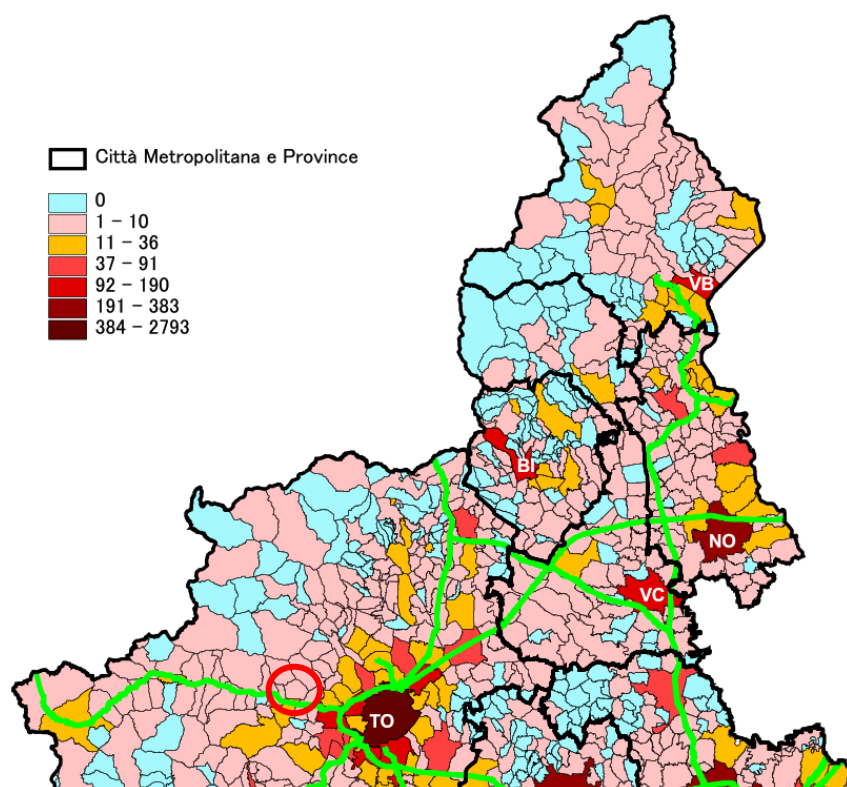 Città Metropolitana e Province
0
1 - 10
11 - 36
37 - 91
92 - 190
191 - 383
384 - 2793
VB
BI
NO
VC
TO